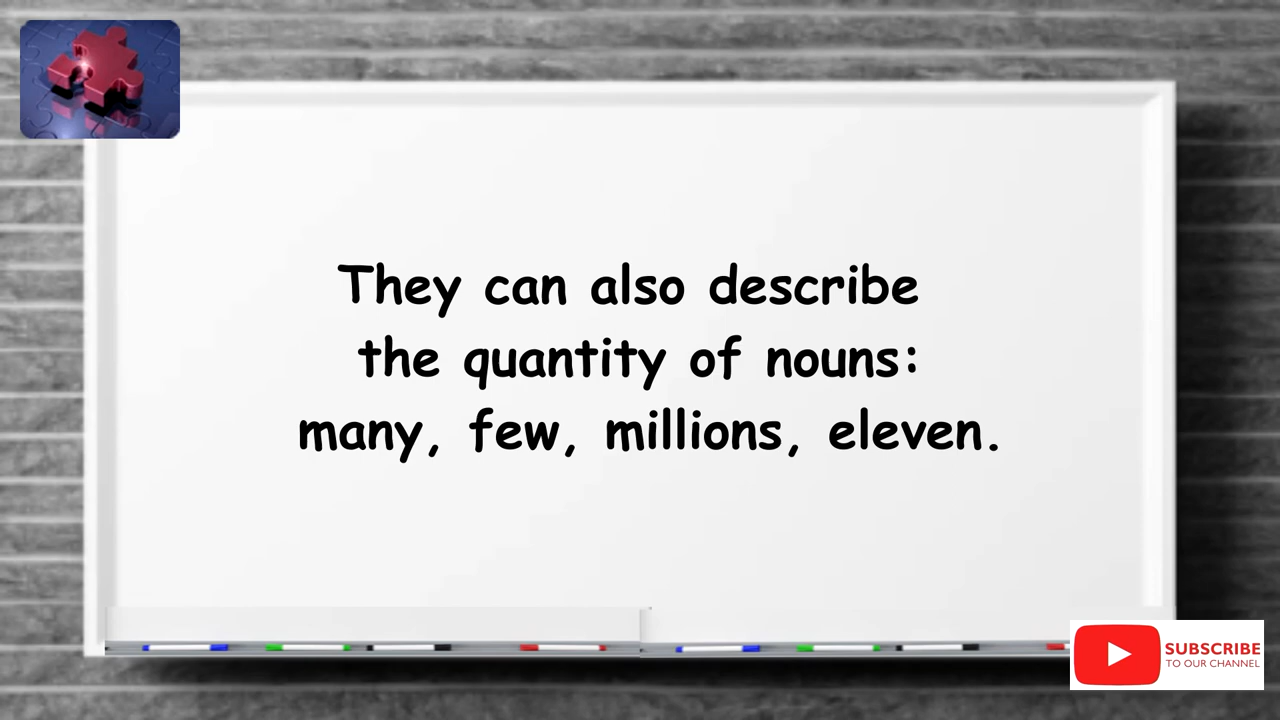 They can also describe
the quantity of nouns:
many, few, millions, eleven.
SUBSCRIBE
TO OUR CHANNEL